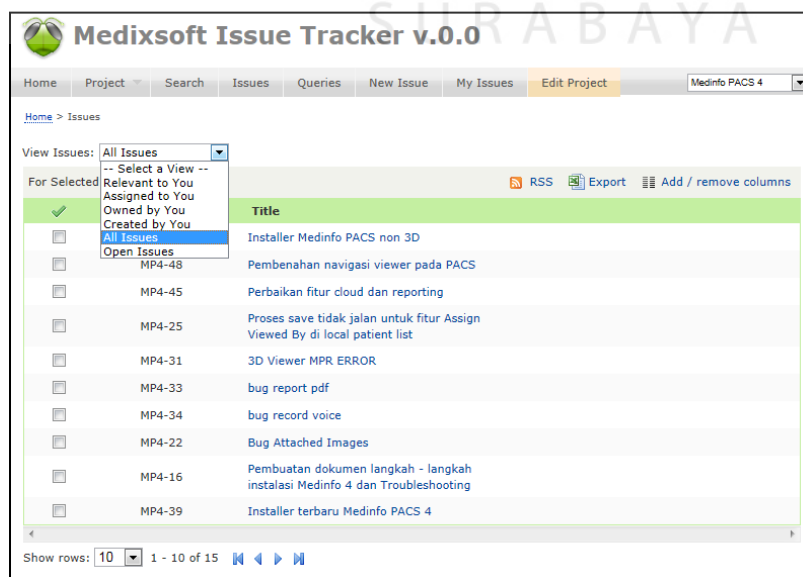 SURABAYA
Medixsoft Issue Tracker v.0.0
Home Project Search Issues Queries New Issue My Issues Edit Project Medinfo PACS 4
Home > Issues
View Issues: All Issues
-- Select a View --
Relevant to You
Assigned to You
Owned by You
Created by You
All Issues
Open Issues
For Selected RSS Export Add / remove columns
Title
Installer Medinfo PACS non 3D
MP4-48 Pembenahan navigasi viewer pada PACS
MP4-45 Perbaikan fitur cloud dan reporting
MP4-25 Proses save tidak jalan untuk fitur Assign
Viewed By di local patient list
MP4-31 3D Viewer MPR ERROR
MP4-33 bug report pdf
MP4-34 bug record voice
MP4-22 Bug Attached Images
MP4-16 Pembuatan dokumen langkah - langkah
instalasi Medinfo 4 dan Troubleshooting
MP4-39 Installer terbaru Medinfo PACS 4
Show rows: 10 1 - 10 of 15